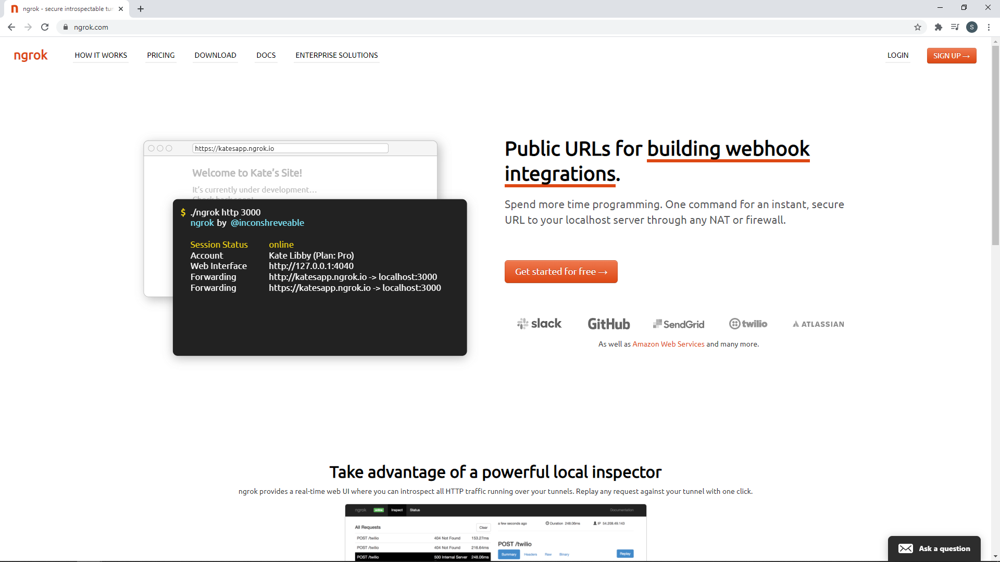 ngrok - secure introspectable tun
ngrok.com
S
ngrok
HOW IT WORKS
PRICING
DOWNLOAD
DOCS
ENTERPRISE SOLUTIONS
LOGIN
SIGN UP →
https://katesapp.ngrok.io
Welcome to Kate's Site!
It's currently under development...
$ ./ngrok http 3000
ngrok by @inconshreveable
Session Status online
Account Kate Libby (Plan: Pro)
Web Interface http://127.0.0.1:4040
Forwarding http://katesapp.ngrok.io -> localhost:3000
Forwarding https://katesapp.ngrok.io -> localhost:3000
Public URLs for building webhook
integrations.
Spend more time programming. One command for an instant, secure
URL to your localhost server through any NAT or firewall.
Get started for free →
slack
GitHub
SendGrid
twilio
ATLASSIAN
As well as Amazon Web Services and many more.
Take advantage of a powerful local inspector
ngrok provides a real-time web UI where you can introspect all HTTP traffic running over your tunnels. Replay any request against your tunnel with one click.
ngrok online Inspect Status Documentation
All Requests Clear
POST /twilio 404 Not Found 153.27ms
POST /twilio 404 Not Found 216.64ms
POST /twilio 500 Internal Server 248.06ms
a few seconds ago Duration 248.06ms IP 54.208.49.143
POST /twilio
Summary Headers Raw Binary Replay
Ask a question